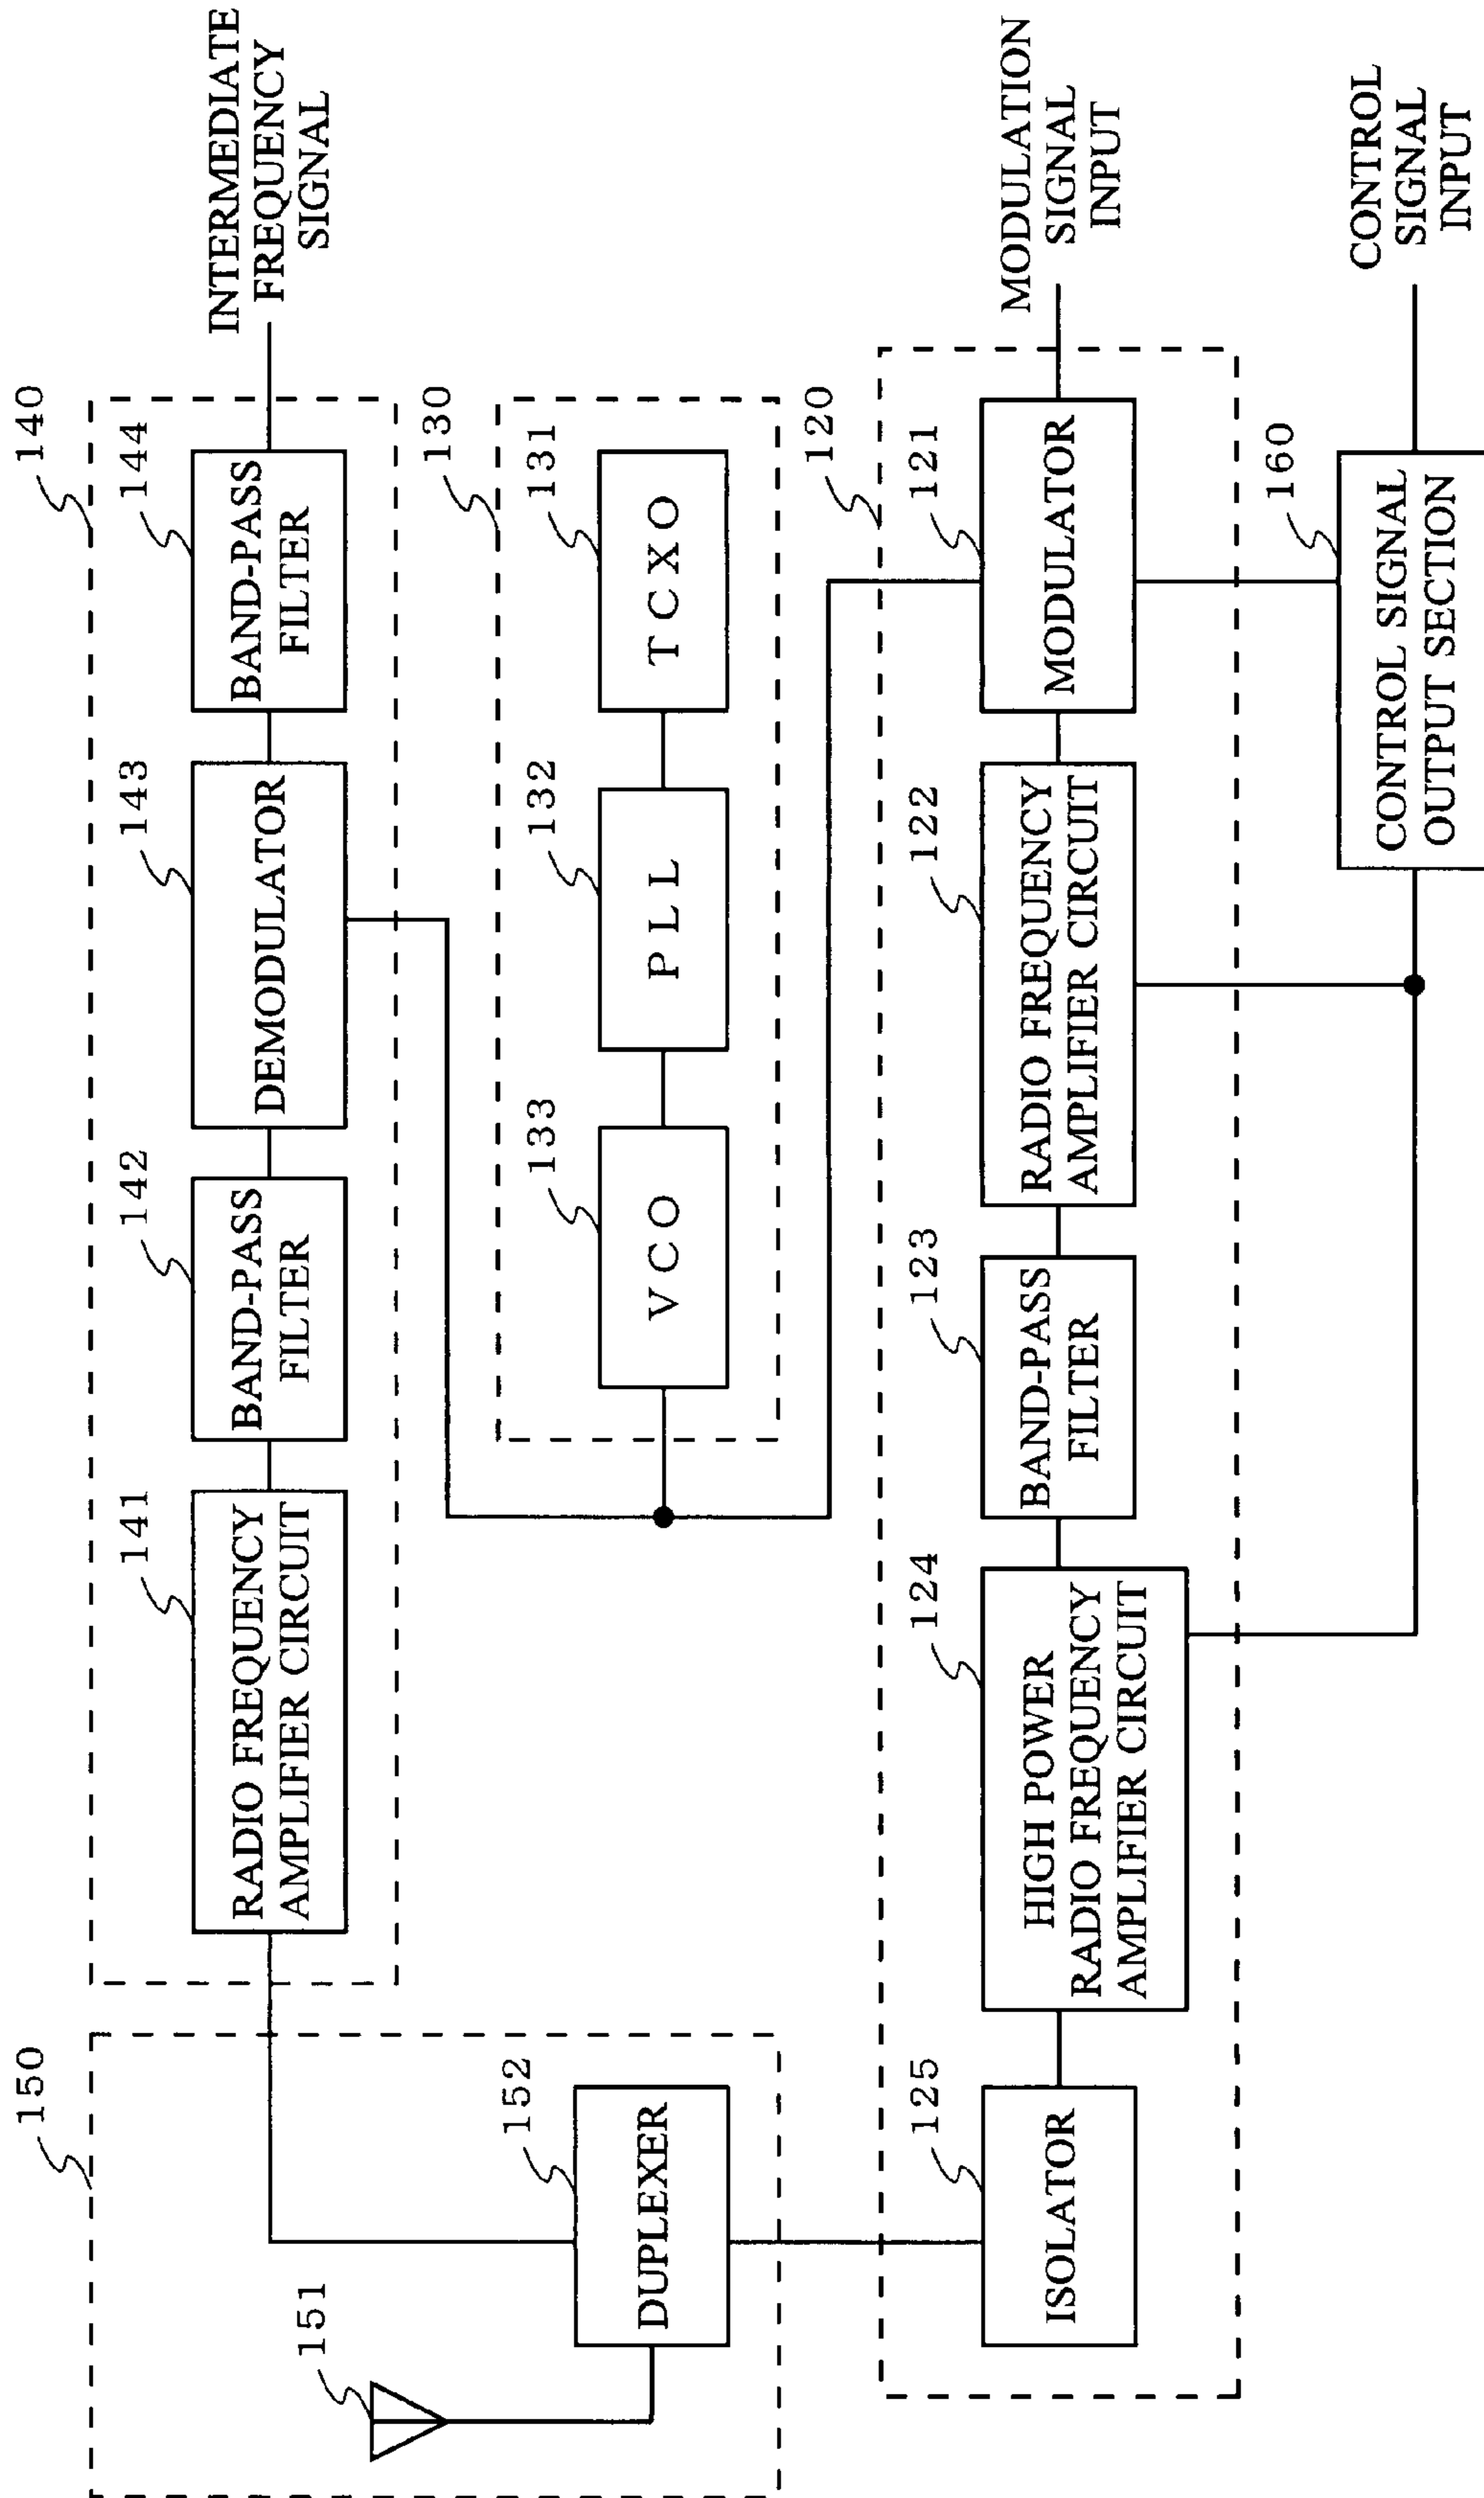 150
151
152
DUPLEXER
140
141
RADIO FREQUENCY
AMPLIFIER CIRCUIT
142
BAND-PASS
FILTER
143
DEMODULATOR
144
BAND-PASS
FILTER
INTERMEDIATE
FREQUENCY
SIGNAL
130
133
V C O
132
P L L
131
T C X O
120
125
ISOLATOR
124
HIGH POWER
RADIO FREQUENCY
AMPLIFIER CIRCUIT
123
BAND-PASS
FILTER
122
RADIO FREQUENCY
AMPLIFIER CIRCUIT
121
MODULATOR
MODULATION
SIGNAL
INPUT
160
CONTROL SIGNAL
OUTPUT SECTION
CONTROL
SIGNAL
INPUT